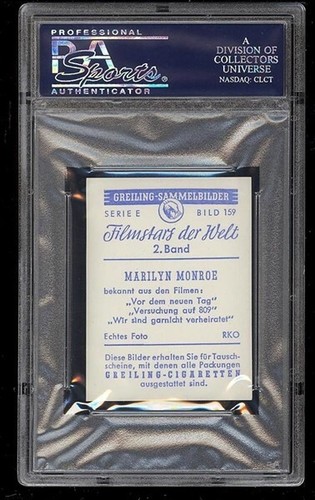 PROFESSIONAL
PSA
Sports
AUTHENTICATOR
A
DIVISION OF
COLLECTORS
UNIVERSE
NASDAQ: CLCT
GREILING-SAMMELBILDER
SERIE E BILD 159
Filmstars der Welt
2. Band
MARILYN MONROE
bekannt aus den Filmen:
„Vor dem neuen Tag"
„Versuchung auf 809"
„Wir sind garnicht verheiratet"
Echtes Foto RKO
Diese Bilder erhalten Sie für Tausch-
scheine, mit denen alle Packungen
GREILING-CIGARETTEN
ausgestattet sind.